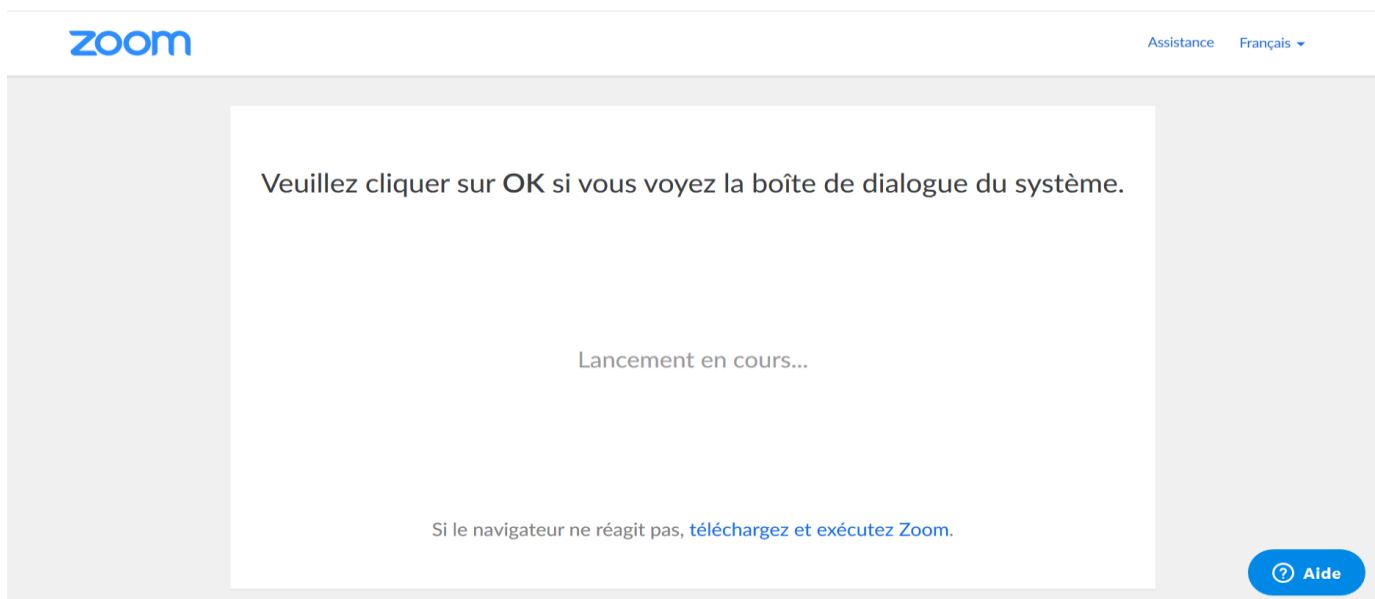 zoom
Assistance
Français
Veuillez cliquer sur OK si vous voyez la boîte de dialogue du système.
Lancement en cours...
Si le navigateur ne réagit pas, téléchargez et exécutez Zoom.
? Aide